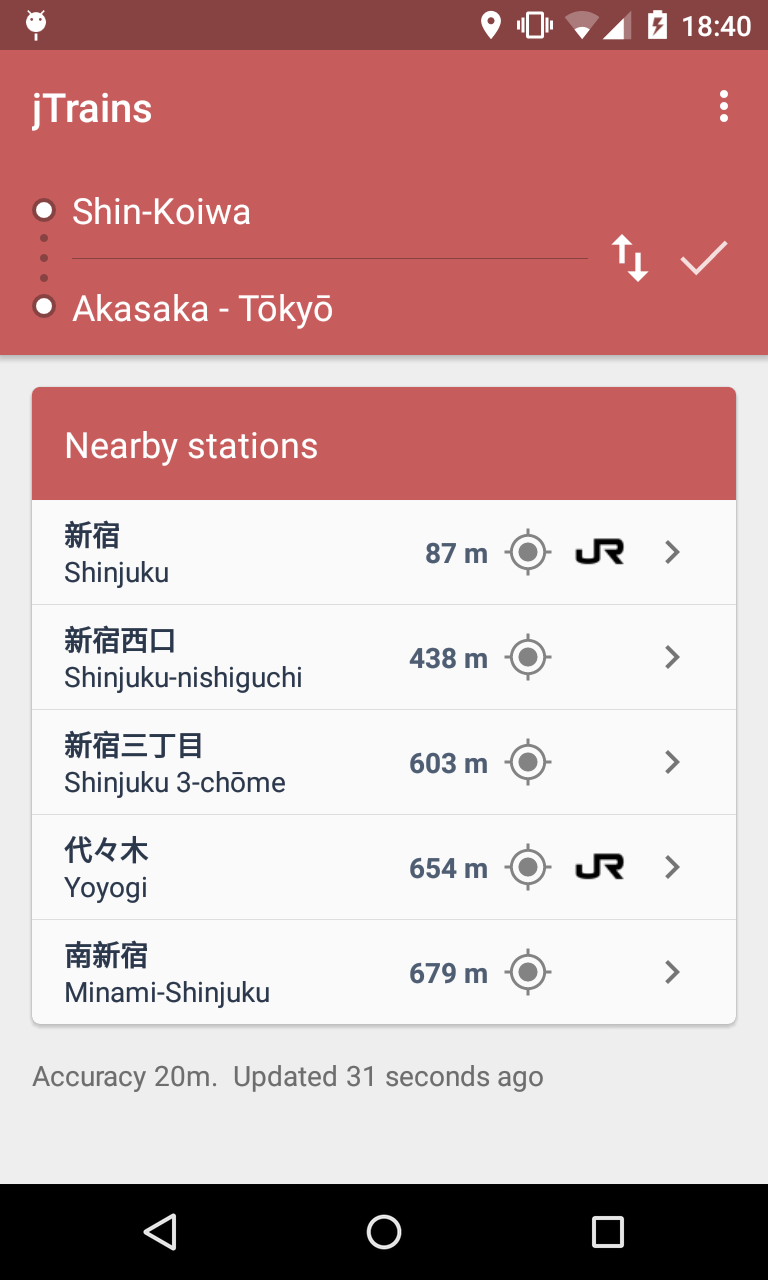 18:40
jTrains
Shin-Koiwa
Akasaka - Tōkyō
Nearby stations
新宿
Shinjuku
87 m
JR
新宿西口
Shinjuku-nishiguchi
438 m
新宿三丁目
Shinjuku 3-chōme
603 m
代々木
Yoyogi
654 m
JR
南新宿
Minami-Shinjuku
679 m
Accuracy 20m.  Updated 31 seconds ago